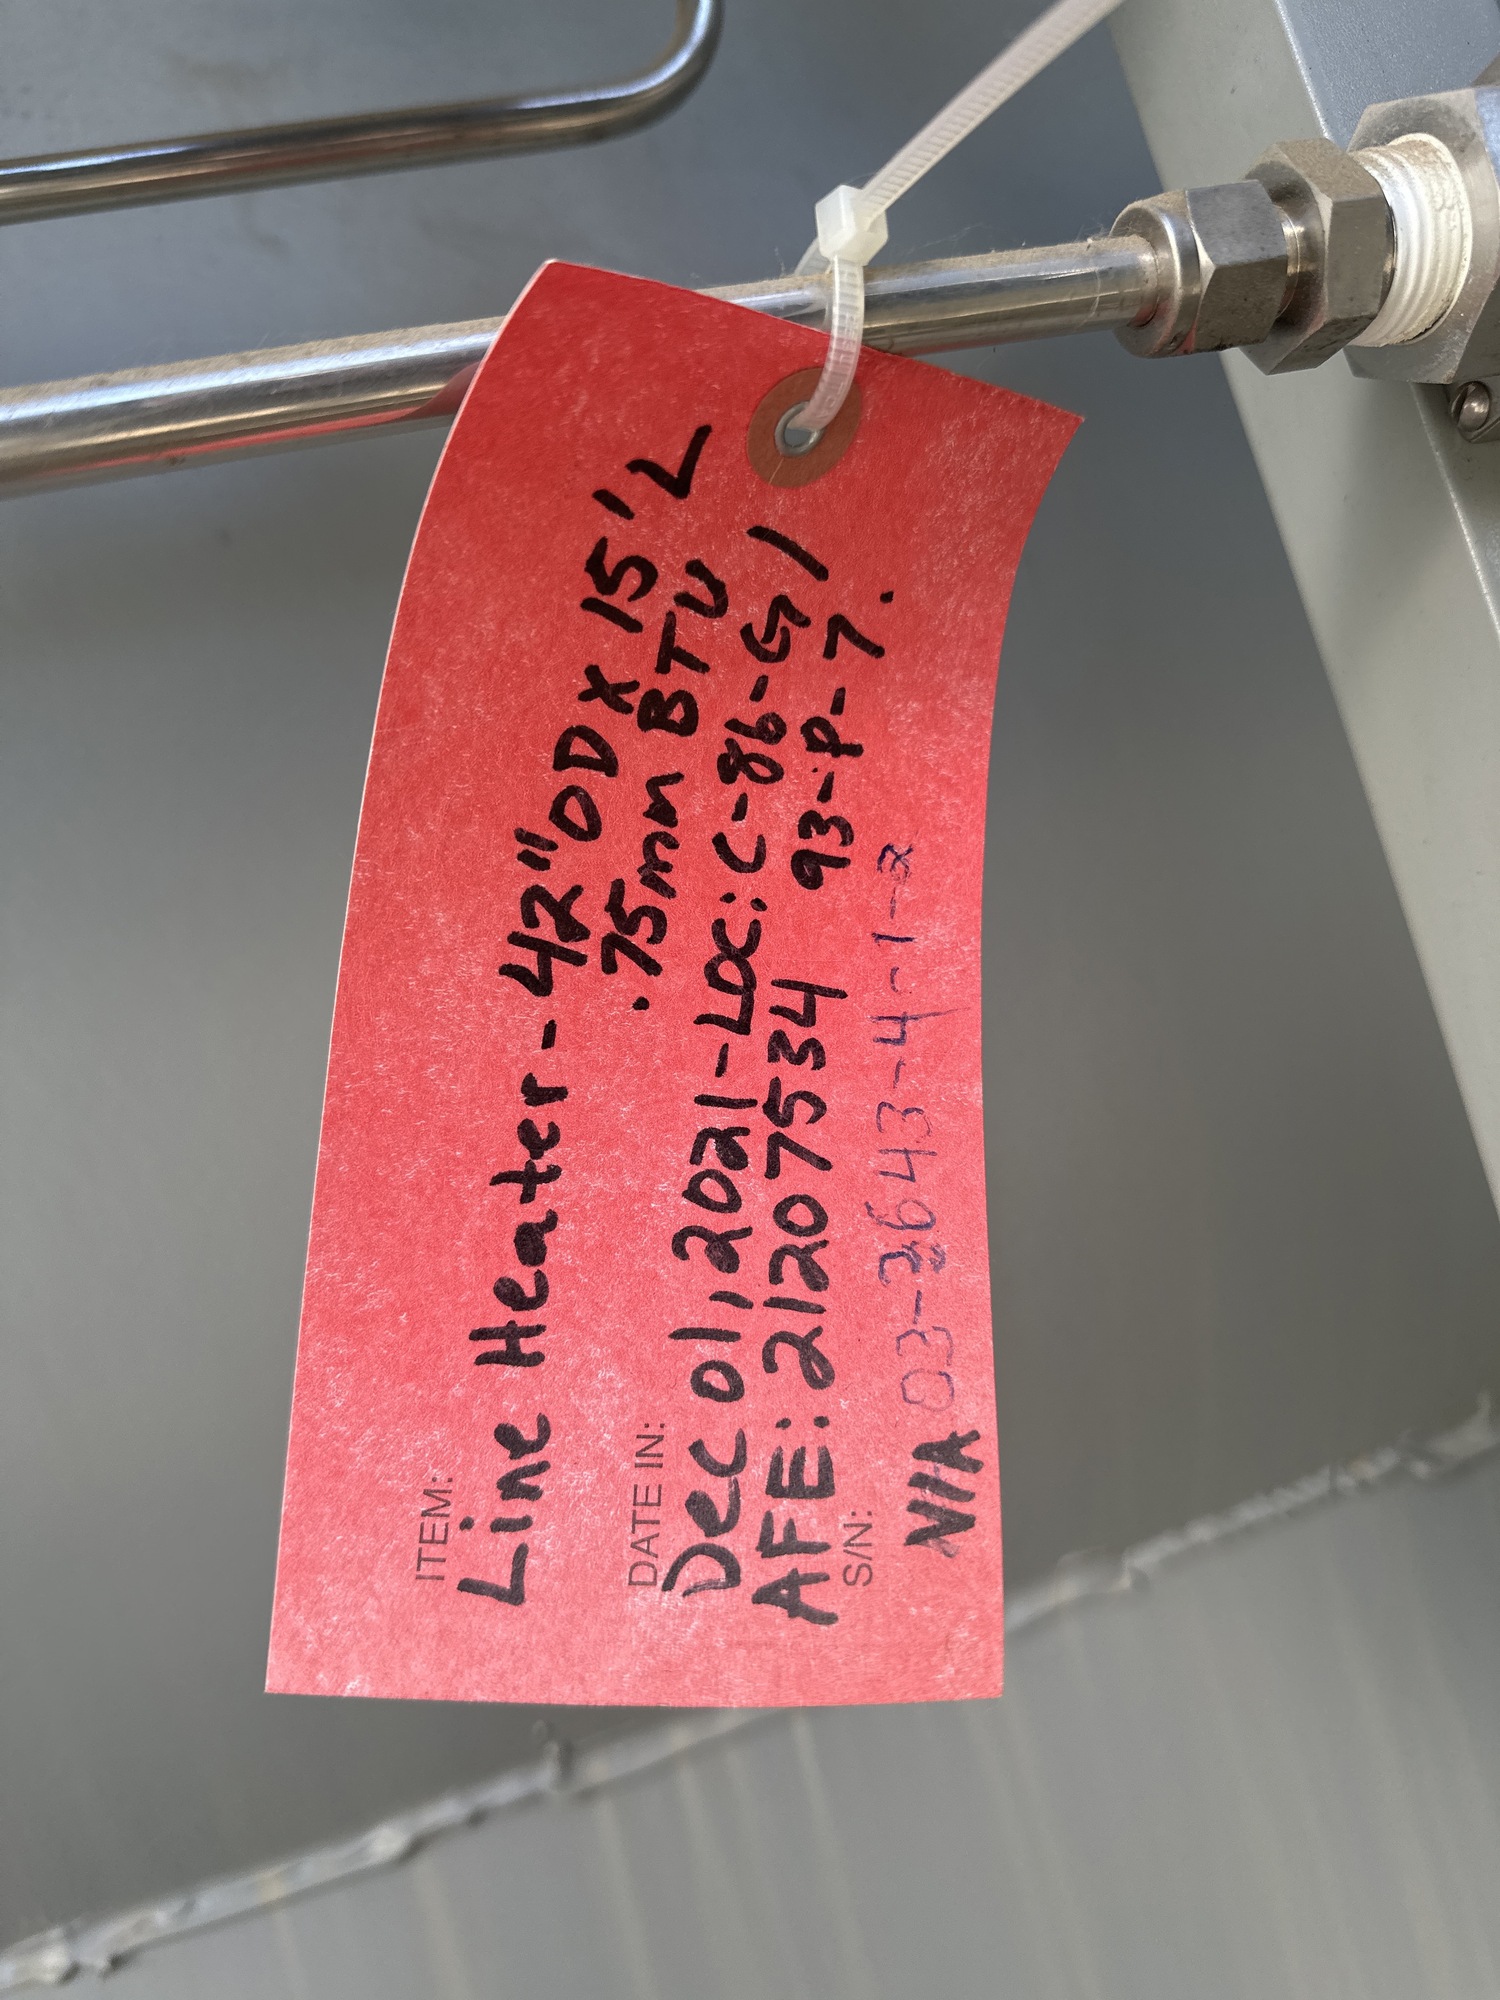 ITEM:
Line Heater - 42" OD x 15' L
.75mm BTU
DATE IN:
Dec 01, 2021 - LOC: C-86-G /
AFE: 21207534 93-P-7.
S/N:
N/A 03-3643-4-1-2